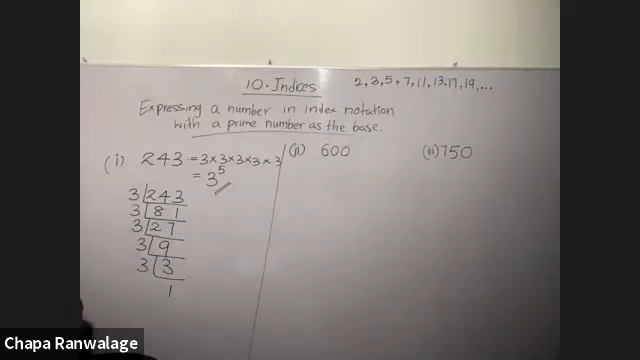 10. Indices
2, 3, 5, 7, 11, 13, 17, 19, ...
Expressing a number in index notation
with a prime number as the base.
(i) 243 = 3 × 3 × 3 × 3 × 3
= 3⁵
3 243
3 81
3 27
3 9
3 3
1
(ii) 600
(iii) 750
Chapa Ranwalage